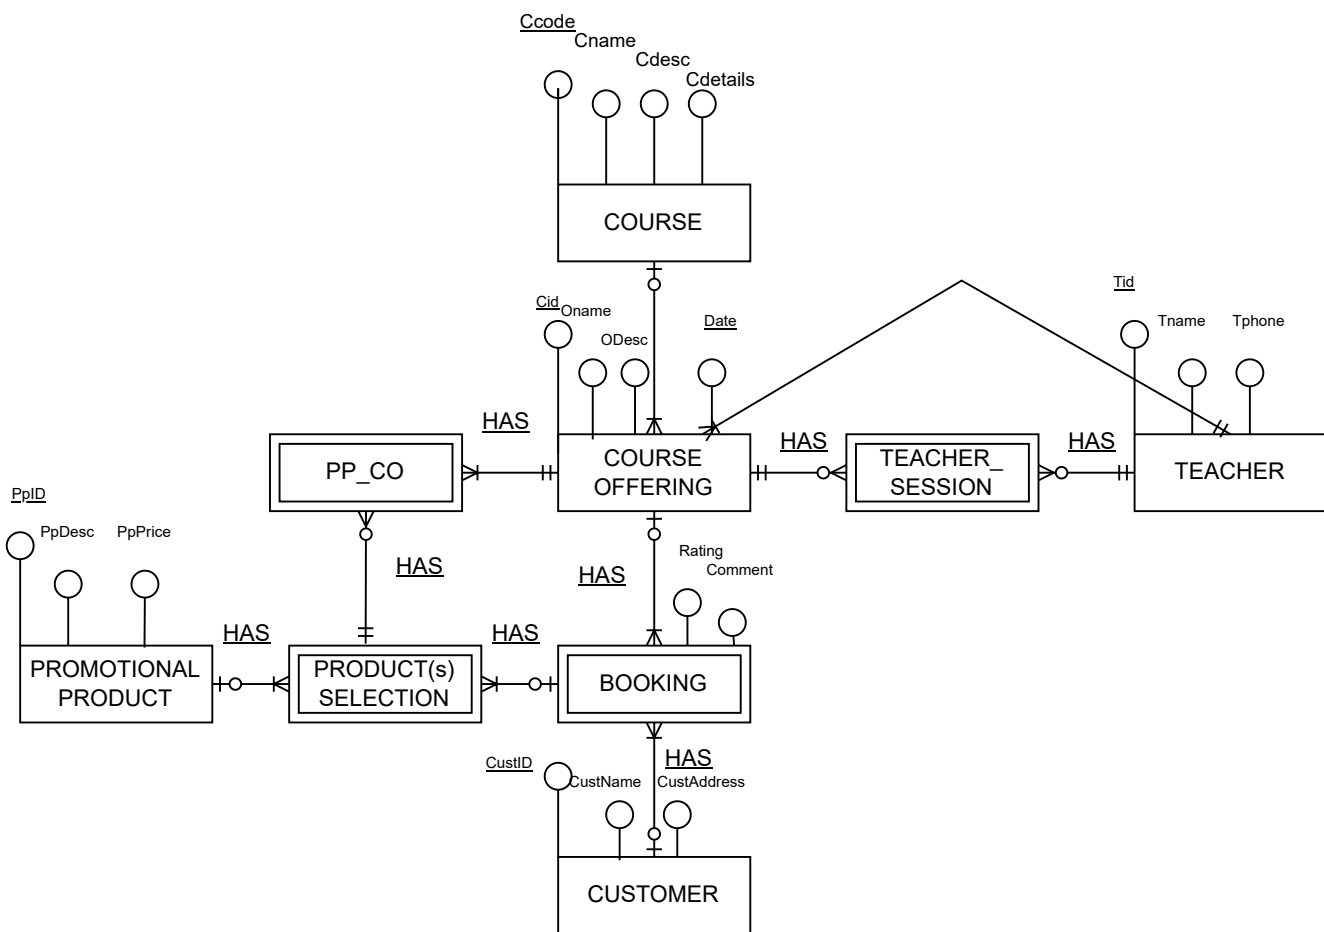 Ccode
Cname
Cdesc
Cdetails
COURSE
Cid
Oname
ODesc
Date
Tid
Tname
Tphone
HAS
HAS
HAS
PP_CO
COURSE
OFFERING
TEACHER_
SESSION
TEACHER
PpID
PpDesc
PpPrice
HAS
HAS
Rating
Comment
HAS
HAS
PROMOTIONAL
PRODUCT
PRODUCT(s)
SELECTION
BOOKING
HAS
CustID
CustName
CustAddress
CUSTOMER